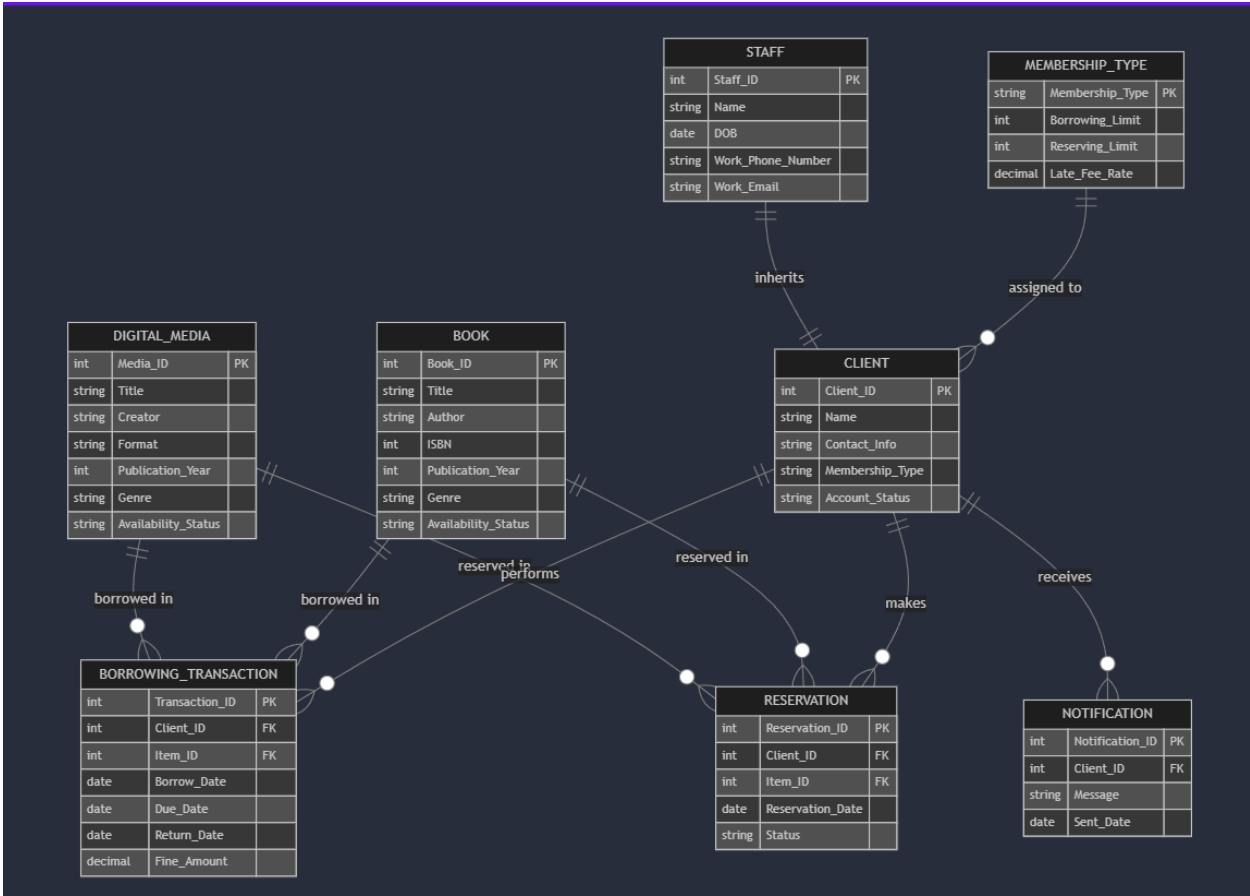 STAFF
int Staff_ID PK
string Name
date DOB
string Work_Phone_Number
string Work_Email
MEMBERSHIP_TYPE
string Membership_Type PK
int Borrowing_Limit
int Reserving_Limit
decimal Late_Fee_Rate
inherits
assigned to
DIGITAL_MEDIA
int Media_ID PK
string Title
string Creator
string Format
int Publication_Year
string Genre
string Availability_Status
BOOK
int Book_ID PK
string Title
string Author
int ISBN
int Publication_Year
string Genre
string Availability_Status
CLIENT
int Client_ID PK
string Name
string Contact_Info
string Membership_Type
string Account_Status
borrowed in
borrowed in
reserved in
performs
reserved in
makes
receives
BORROWING_TRANSACTION
int Transaction_ID PK
int Client_ID FK
int Item_ID FK
date Borrow_Date
date Due_Date
date Return_Date
decimal Fine_Amount
RESERVATION
int Reservation_ID PK
int Client_ID FK
int Item_ID FK
date Reservation_Date
string Status
NOTIFICATION
int Notification_ID PK
int Client_ID FK
string Message
date Sent_Date